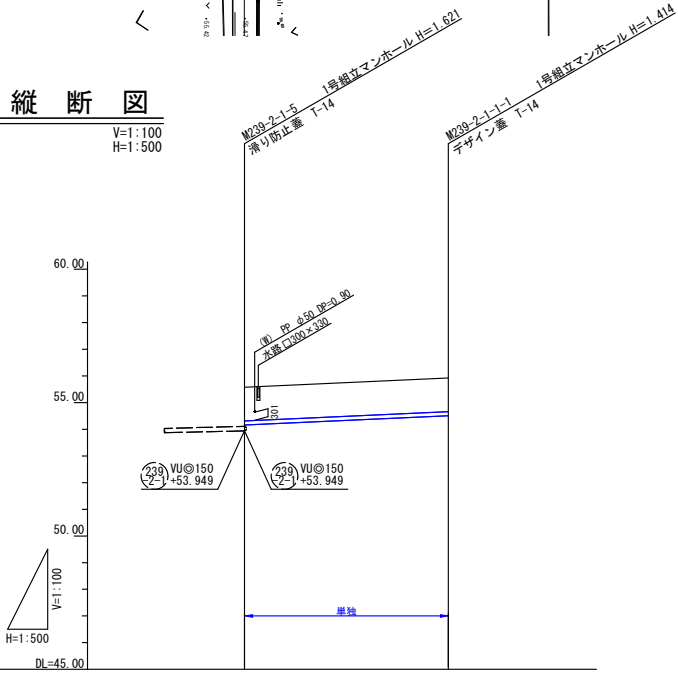 縦 断 図
V=1:100
H=1:500
M239-2-1-5 1号組立マンホール H=1.621
滑り防止蓋 T-14
M239-2-1-1-1 1号組立マンホール H=1.414
デザイン蓋 T-14
60.00
(W) PP φ50 DP=0.90
水路 □300×330
55.00
301
239
-2-1
VU◎150
+53.949
239
-2-1
VU◎150
+53.949
50.00
V=1:100
H=1:500
単独
DL=45.00